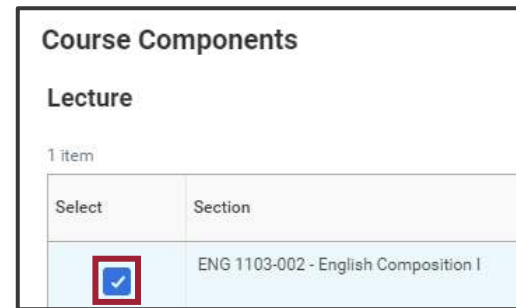 Course Components
Lecture
1 item
Select Section
ENG 1103-002 - English Composition I